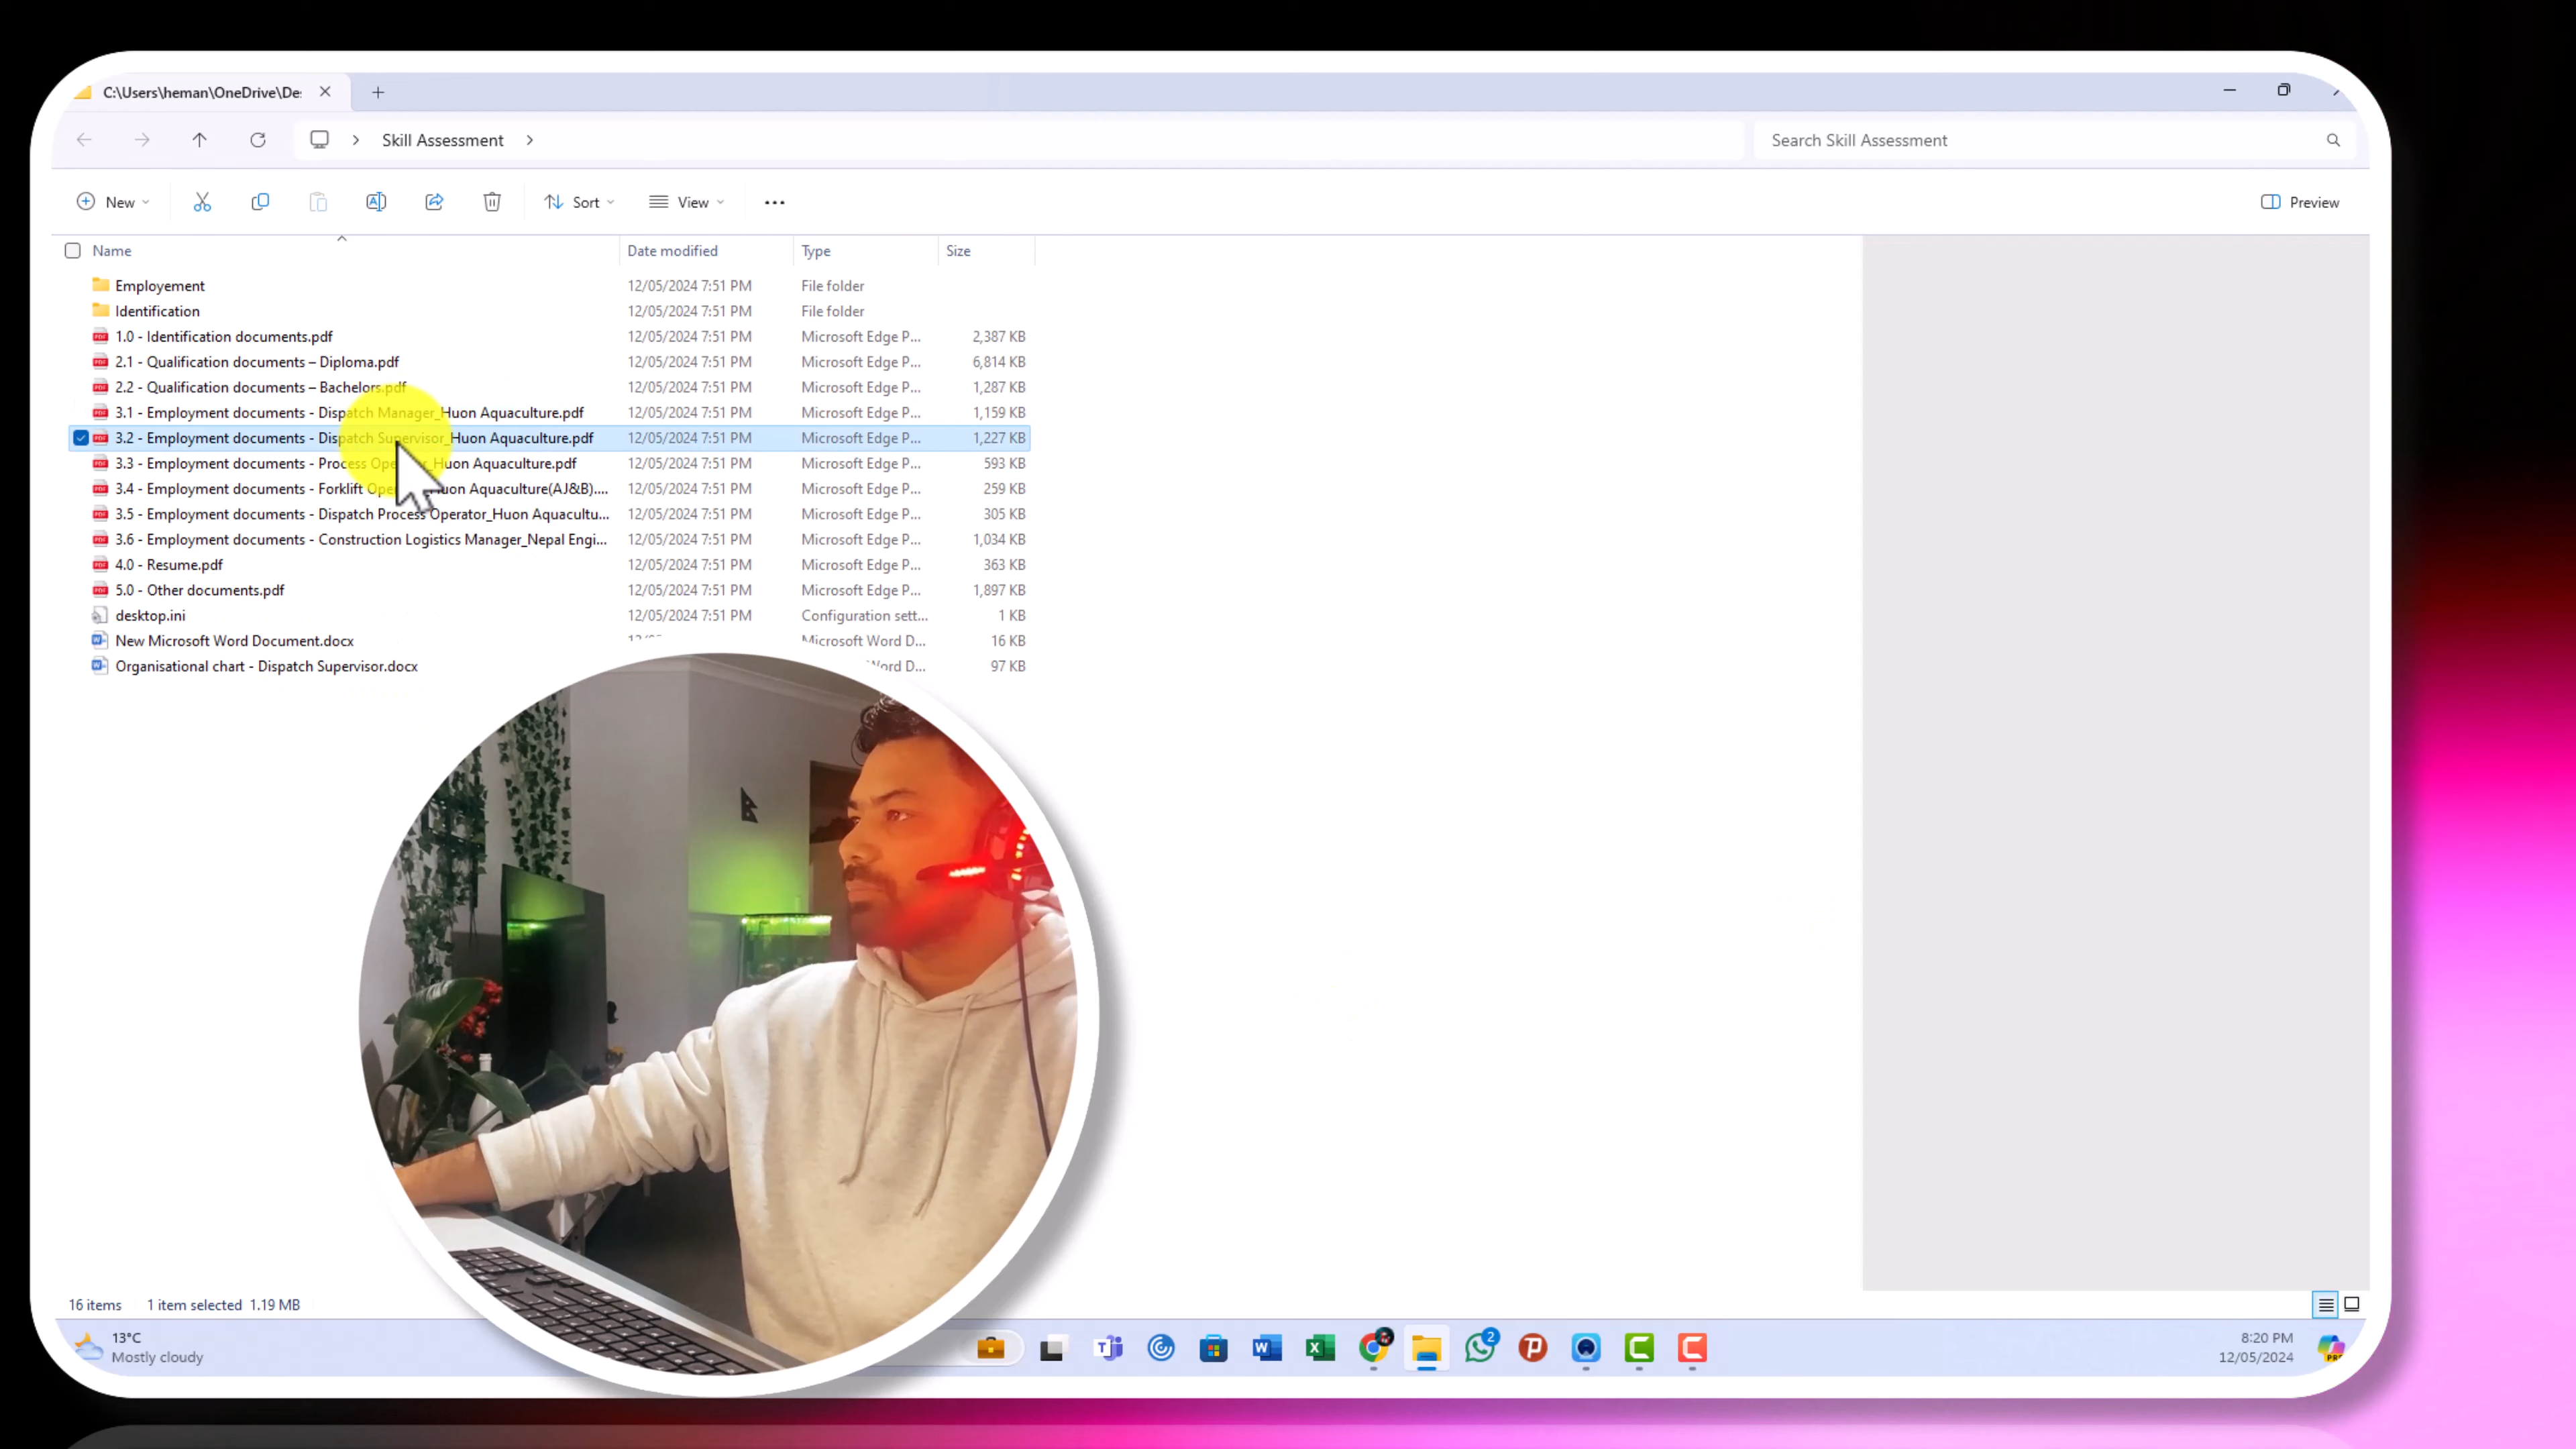 C:\Users\heman\OneDrive\Des
Skill Assessment
Search Skill Assessment
New Sort View Preview
Name Date modified Type Size
Employement 12/05/2024 7:51 PM File folder
Identification 12/05/2024 7:51 PM File folder
1.0 - Identification documents.pdf 12/05/2024 7:51 PM Microsoft Edge P... 2,387 KB
2.1 - Qualification documents – Diploma.pdf 12/05/2024 7:51 PM Microsoft Edge P... 6,814 KB
2.2 - Qualification documents – Bachelors.pdf 12/05/2024 7:51 PM Microsoft Edge P... 1,287 KB
3.1 - Employment documents - Dispatch Manager_Huon Aquaculture.pdf 12/05/2024 7:51 PM Microsoft Edge P... 1,159 KB
3.2 - Employment documents - Dispatch Supervisor_Huon Aquaculture.pdf 12/05/2024 7:51 PM Microsoft Edge P... 1,227 KB
3.3 - Employment documents - Process Operator_Huon Aquaculture.pdf 12/05/2024 7:51 PM Microsoft Edge P... 593 KB
3.4 - Employment documents - Forklift Operator_Huon Aquaculture(AJ&B).... 12/05/2024 7:51 PM Microsoft Edge P... 259 KB
3.5 - Employment documents - Dispatch Process Operator_Huon Aquacultu... 12/05/2024 7:51 PM Microsoft Edge P... 305 KB
3.6 - Employment documents - Construction Logistics Manager_Nepal Engi... 12/05/2024 7:51 PM Microsoft Edge P... 1,034 KB
4.0 - Resume.pdf 12/05/2024 7:51 PM Microsoft Edge P... 363 KB
5.0 - Other documents.pdf 12/05/2024 7:51 PM Microsoft Edge P... 1,897 KB
desktop.ini 12/05/2024 7:51 PM Configuration sett... 1 KB
New Microsoft Word Document.docx Microsoft Word D... 16 KB
Organisational chart - Dispatch Supervisor.docx Word D... 97 KB
16 items 1 item selected 1.19 MB
13°C
Mostly cloudy
2
8:20 PM
12/05/2024
PRE